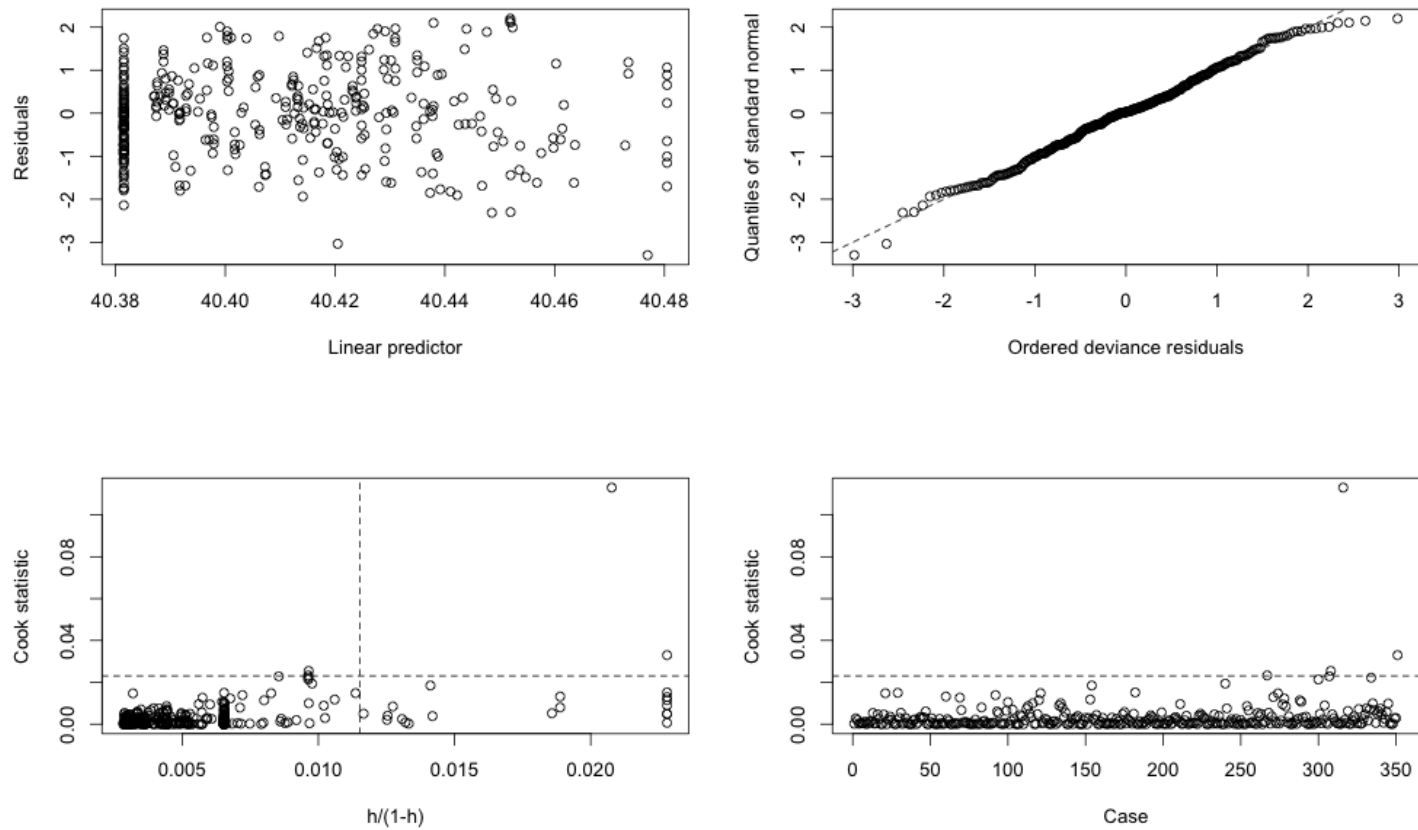 Residuals
2
1
0
-1
-2
-3
40.38 40.40 40.42 40.44 40.46 40.48
Linear predictor
Quantiles of standard normal
2
1
0
-1
-2
-3
-3 -2 -1 0 1 2 3
Ordered deviance residuals
Cook statistic
0.08
0.04
0.00
0.005 0.010 0.015 0.020
h/(1-h)
Cook statistic
0.08
0.04
0.00
0 50 100 150 200 250 300 350
Case